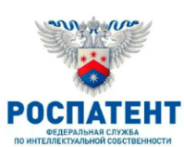 РОСПАТЕНТ
ФЕДЕРАЛЬНАЯ СЛУЖБА
ПО ИНТЕЛЛЕКТУАЛЬНОЙ СОБСТВЕННОСТИ